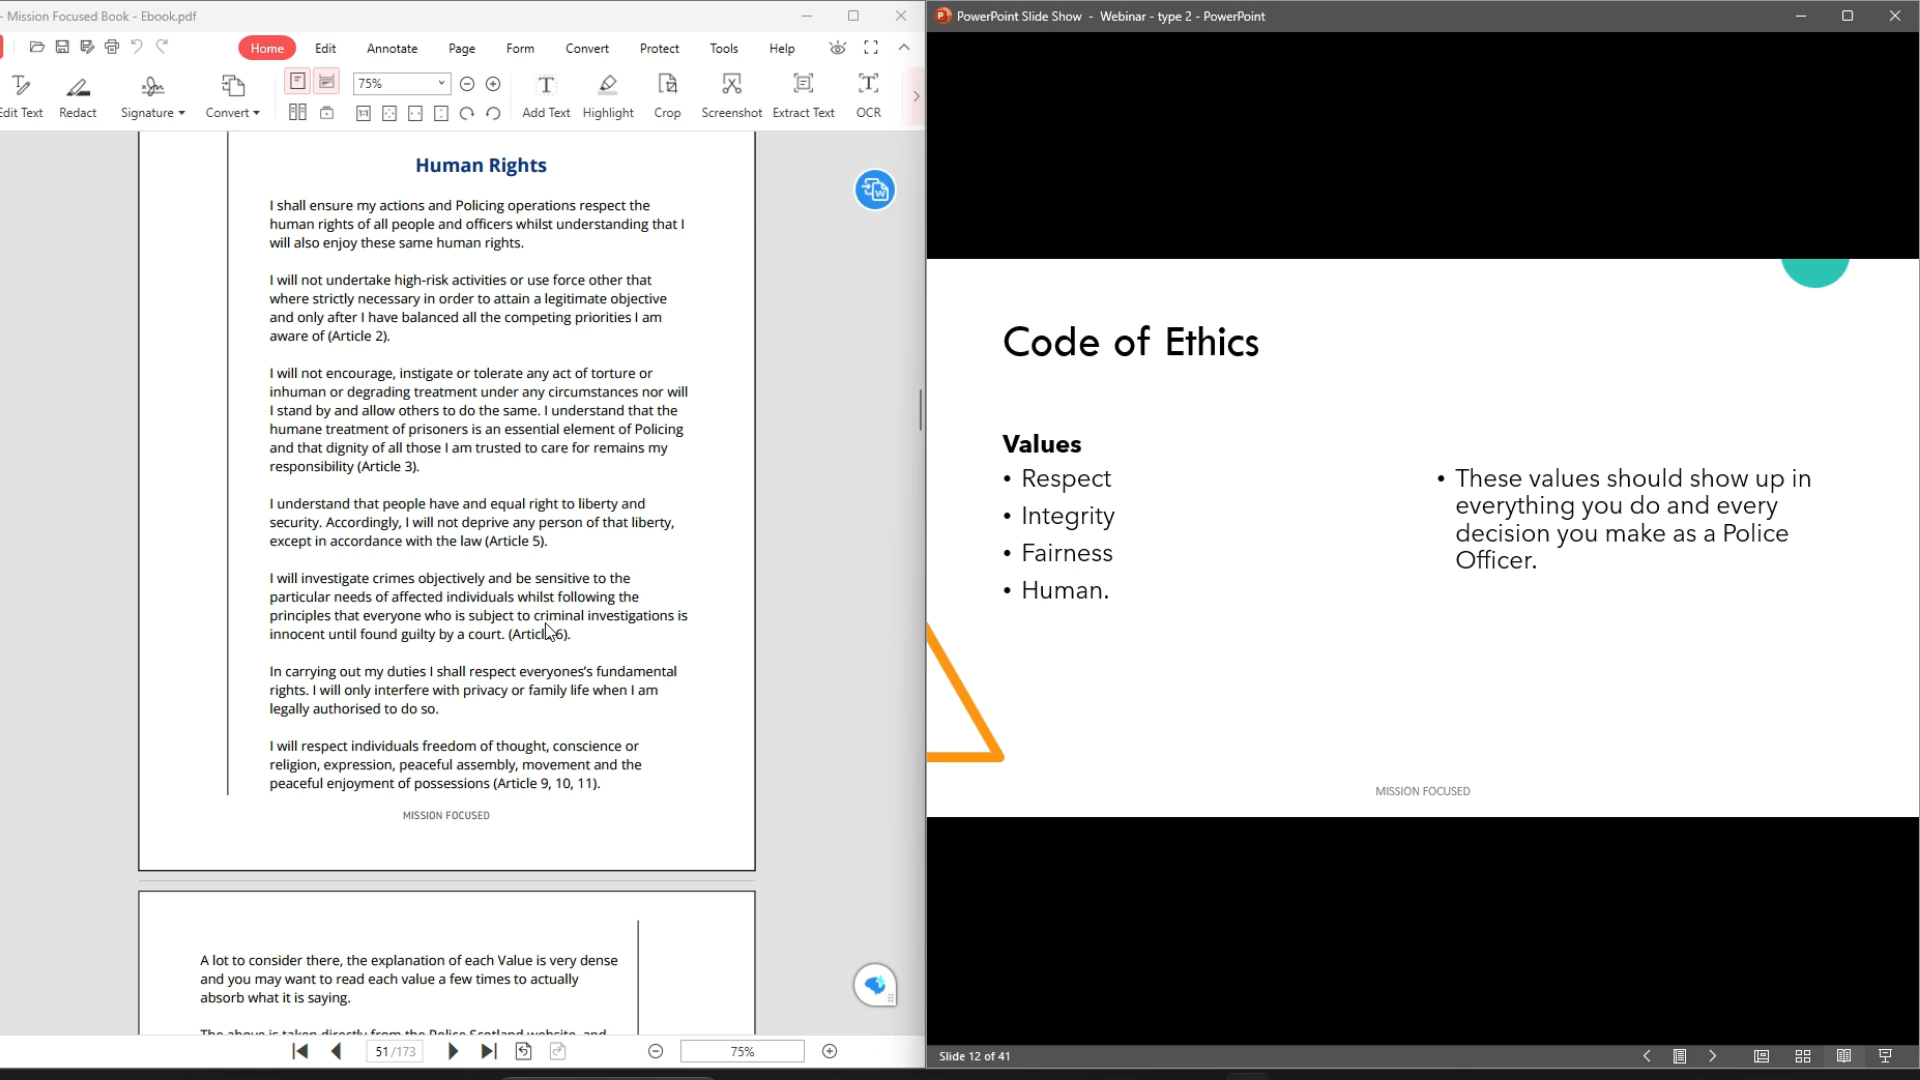 - Mission Focused Book - Ebook.pdf
Home Edit Annotate Page Form Convert Protect Tools Help
75%
Edit Text Redact Signature Convert Add Text Highlight Crop Screenshot Extract Text OCR
Human Rights
I shall ensure my actions and Policing operations respect the
human rights of all people and officers whilst understanding that I
will also enjoy these same human rights.
I will not undertake high-risk activities or use force other that
where strictly necessary in order to attain a legitimate objective
and only after I have balanced all the competing priorities I am
aware of (Article 2).
I will not encourage, instigate or tolerate any act of torture or
inhuman or degrading treatment under any circumstances nor will
I stand by and allow others to do the same. I understand that the
humane treatment of prisoners is an essential element of Policing
and that dignity of all those I am trusted to care for remains my
responsibility (Article 3).
I understand that people have and equal right to liberty and
security. Accordingly, I will not deprive any person of that liberty,
except in accordance with the law (Article 5).
I will investigate crimes objectively and be sensitive to the
particular needs of affected individuals whilst following the
principles that everyone who is subject to criminal investigations is
innocent until found guilty by a court. (Article 6).
In carrying out my duties I shall respect everyones's fundamental
rights. I will only interfere with privacy or family life when I am
legally authorised to do so.
I will respect individuals freedom of thought, conscience or
religion, expression, peaceful assembly, movement and the
peaceful enjoyment of possessions (Article 9, 10, 11).
MISSION FOCUSED
A lot to consider there, the explanation of each Value is very dense
and you may want to read each value a few times to actually
absorb what it is saying.
The above is taken directly from the Police Scotland website, and
51/173
75%
PowerPoint Slide Show - Webinar - type 2 - PowerPoint
Code of Ethics
Values
• Respect
• Integrity
• Fairness
• Human.
• These values should show up in
everything you do and every
decision you make as a Police
Officer.
MISSION FOCUSED
Slide 12 of 41